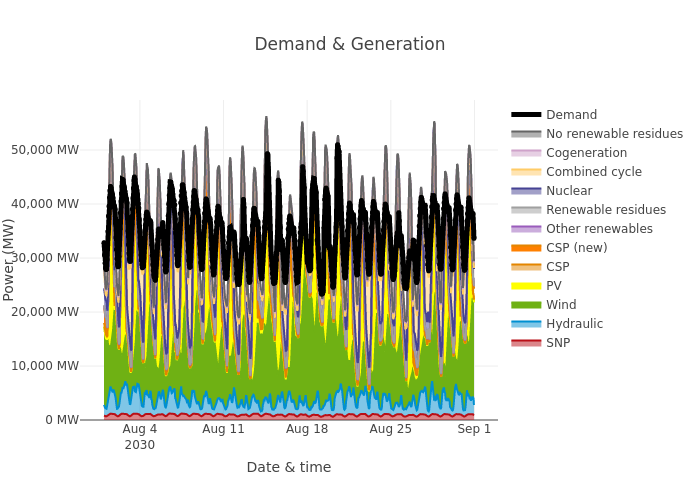 Demand & Generation
Power (MW)
50,000 MW
40,000 MW
30,000 MW
20,000 MW
10,000 MW
0 MW
Aug 4
2030
Aug 11
Aug 18
Aug 25
Sep 1
Date & time
Demand
No renewable residues
Cogeneration
Combined cycle
Nuclear
Renewable residues
Other renewables
CSP (new)
CSP
PV
Wind
Hydraulic
SNP